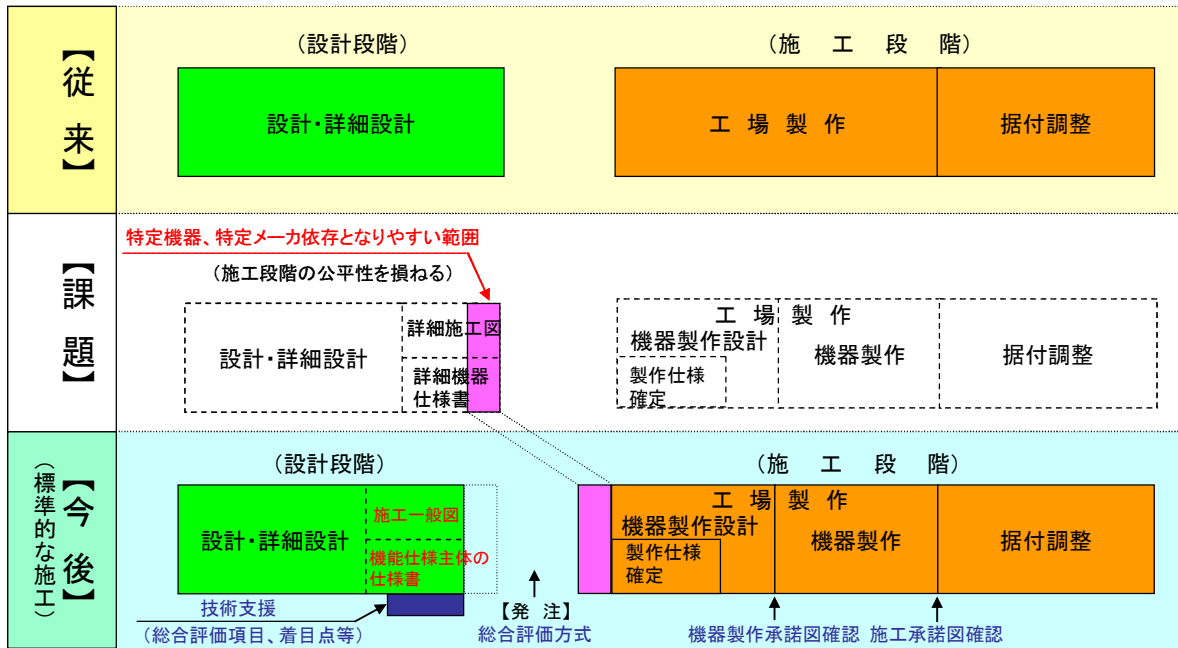 【従来】
（設計段階）
（施　工　段　階）
設計・詳細設計
工　場　製　作
据付調整
【課題】
特定機器、特定メーカ依存となりやすい範囲
（施工段階の公平性を損ねる）
設計・詳細設計
詳細施工図
詳細機器
仕様書
工　場　製　作
機器製作設計
製作仕様
確定
機器製作
据付調整
【今後】
（標準的な施工）
（設計段階）
（施　工　段　階）
設計・詳細設計
施工一般図
機能仕様主体の
仕様書
技術支援
（総合評価項目、着目点等）
【発　注】
総合評価方式
工　場　製　作
機器製作設計
製作仕様
確定
機器製作
据付調整
機器製作承諾図確認
施工承諾図確認